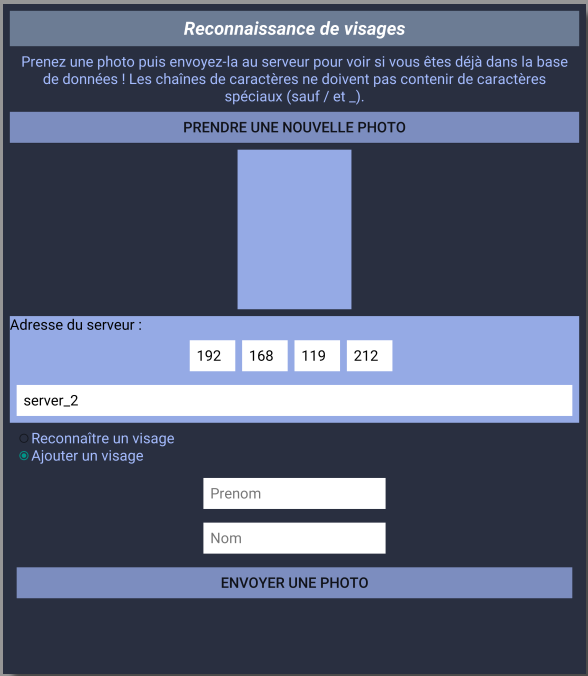 Reconnaissance de visages
Prenez une photo puis envoyez-la au serveur pour voir si vous êtes déjà dans la base
de données ! Les chaînes de caractères ne doivent pas contenir de caractères
spéciaux (sauf / et _).
PRENDRE UNE NOUVELLE PHOTO
Adresse du serveur :
192 168 119 212
server_2
Reconnaître un visage
Ajouter un visage
Prenom
Nom
ENVOYER UNE PHOTO